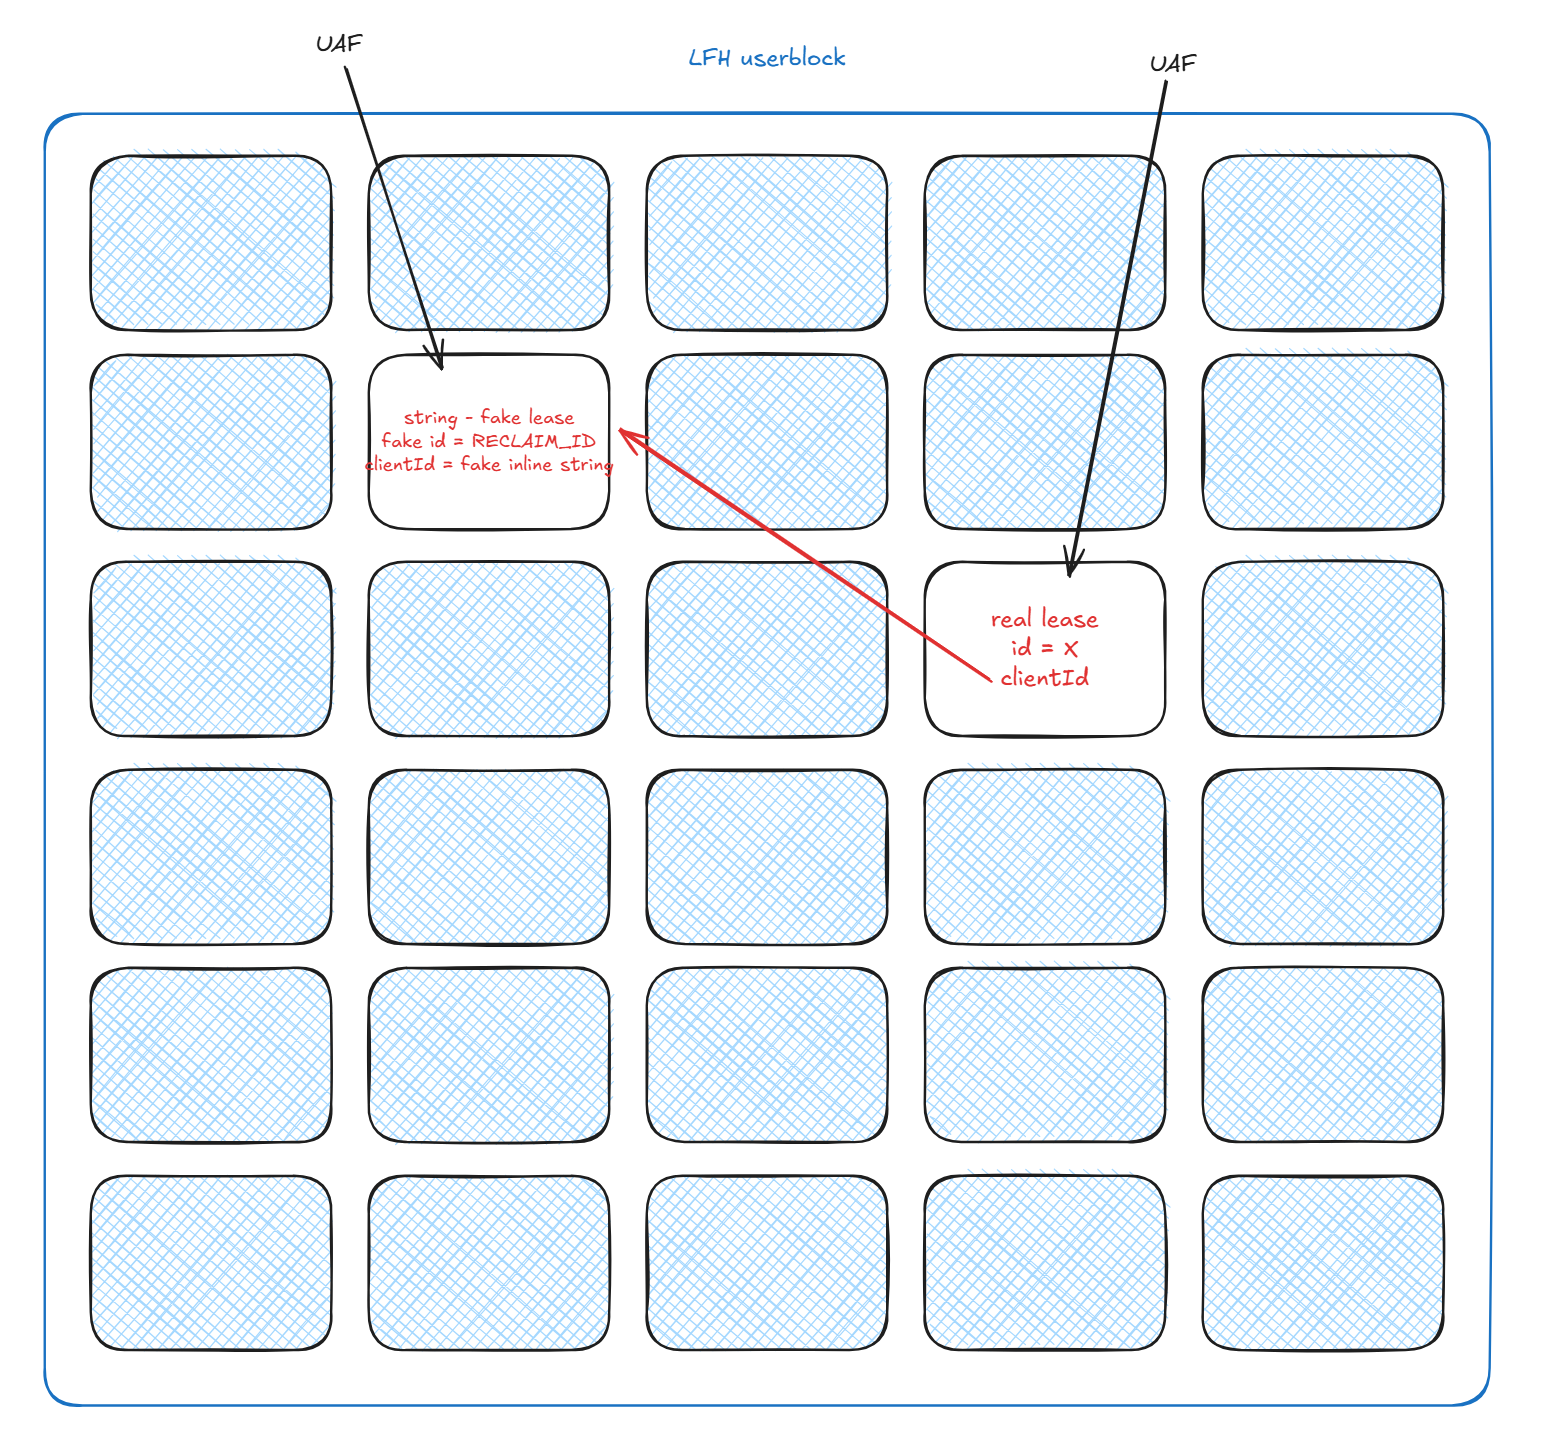 UAF
LFH userblock
UAF
string - fake lease
fake id = RECLAIM_ID
clientId = fake inline string
real lease
id = X
clientId